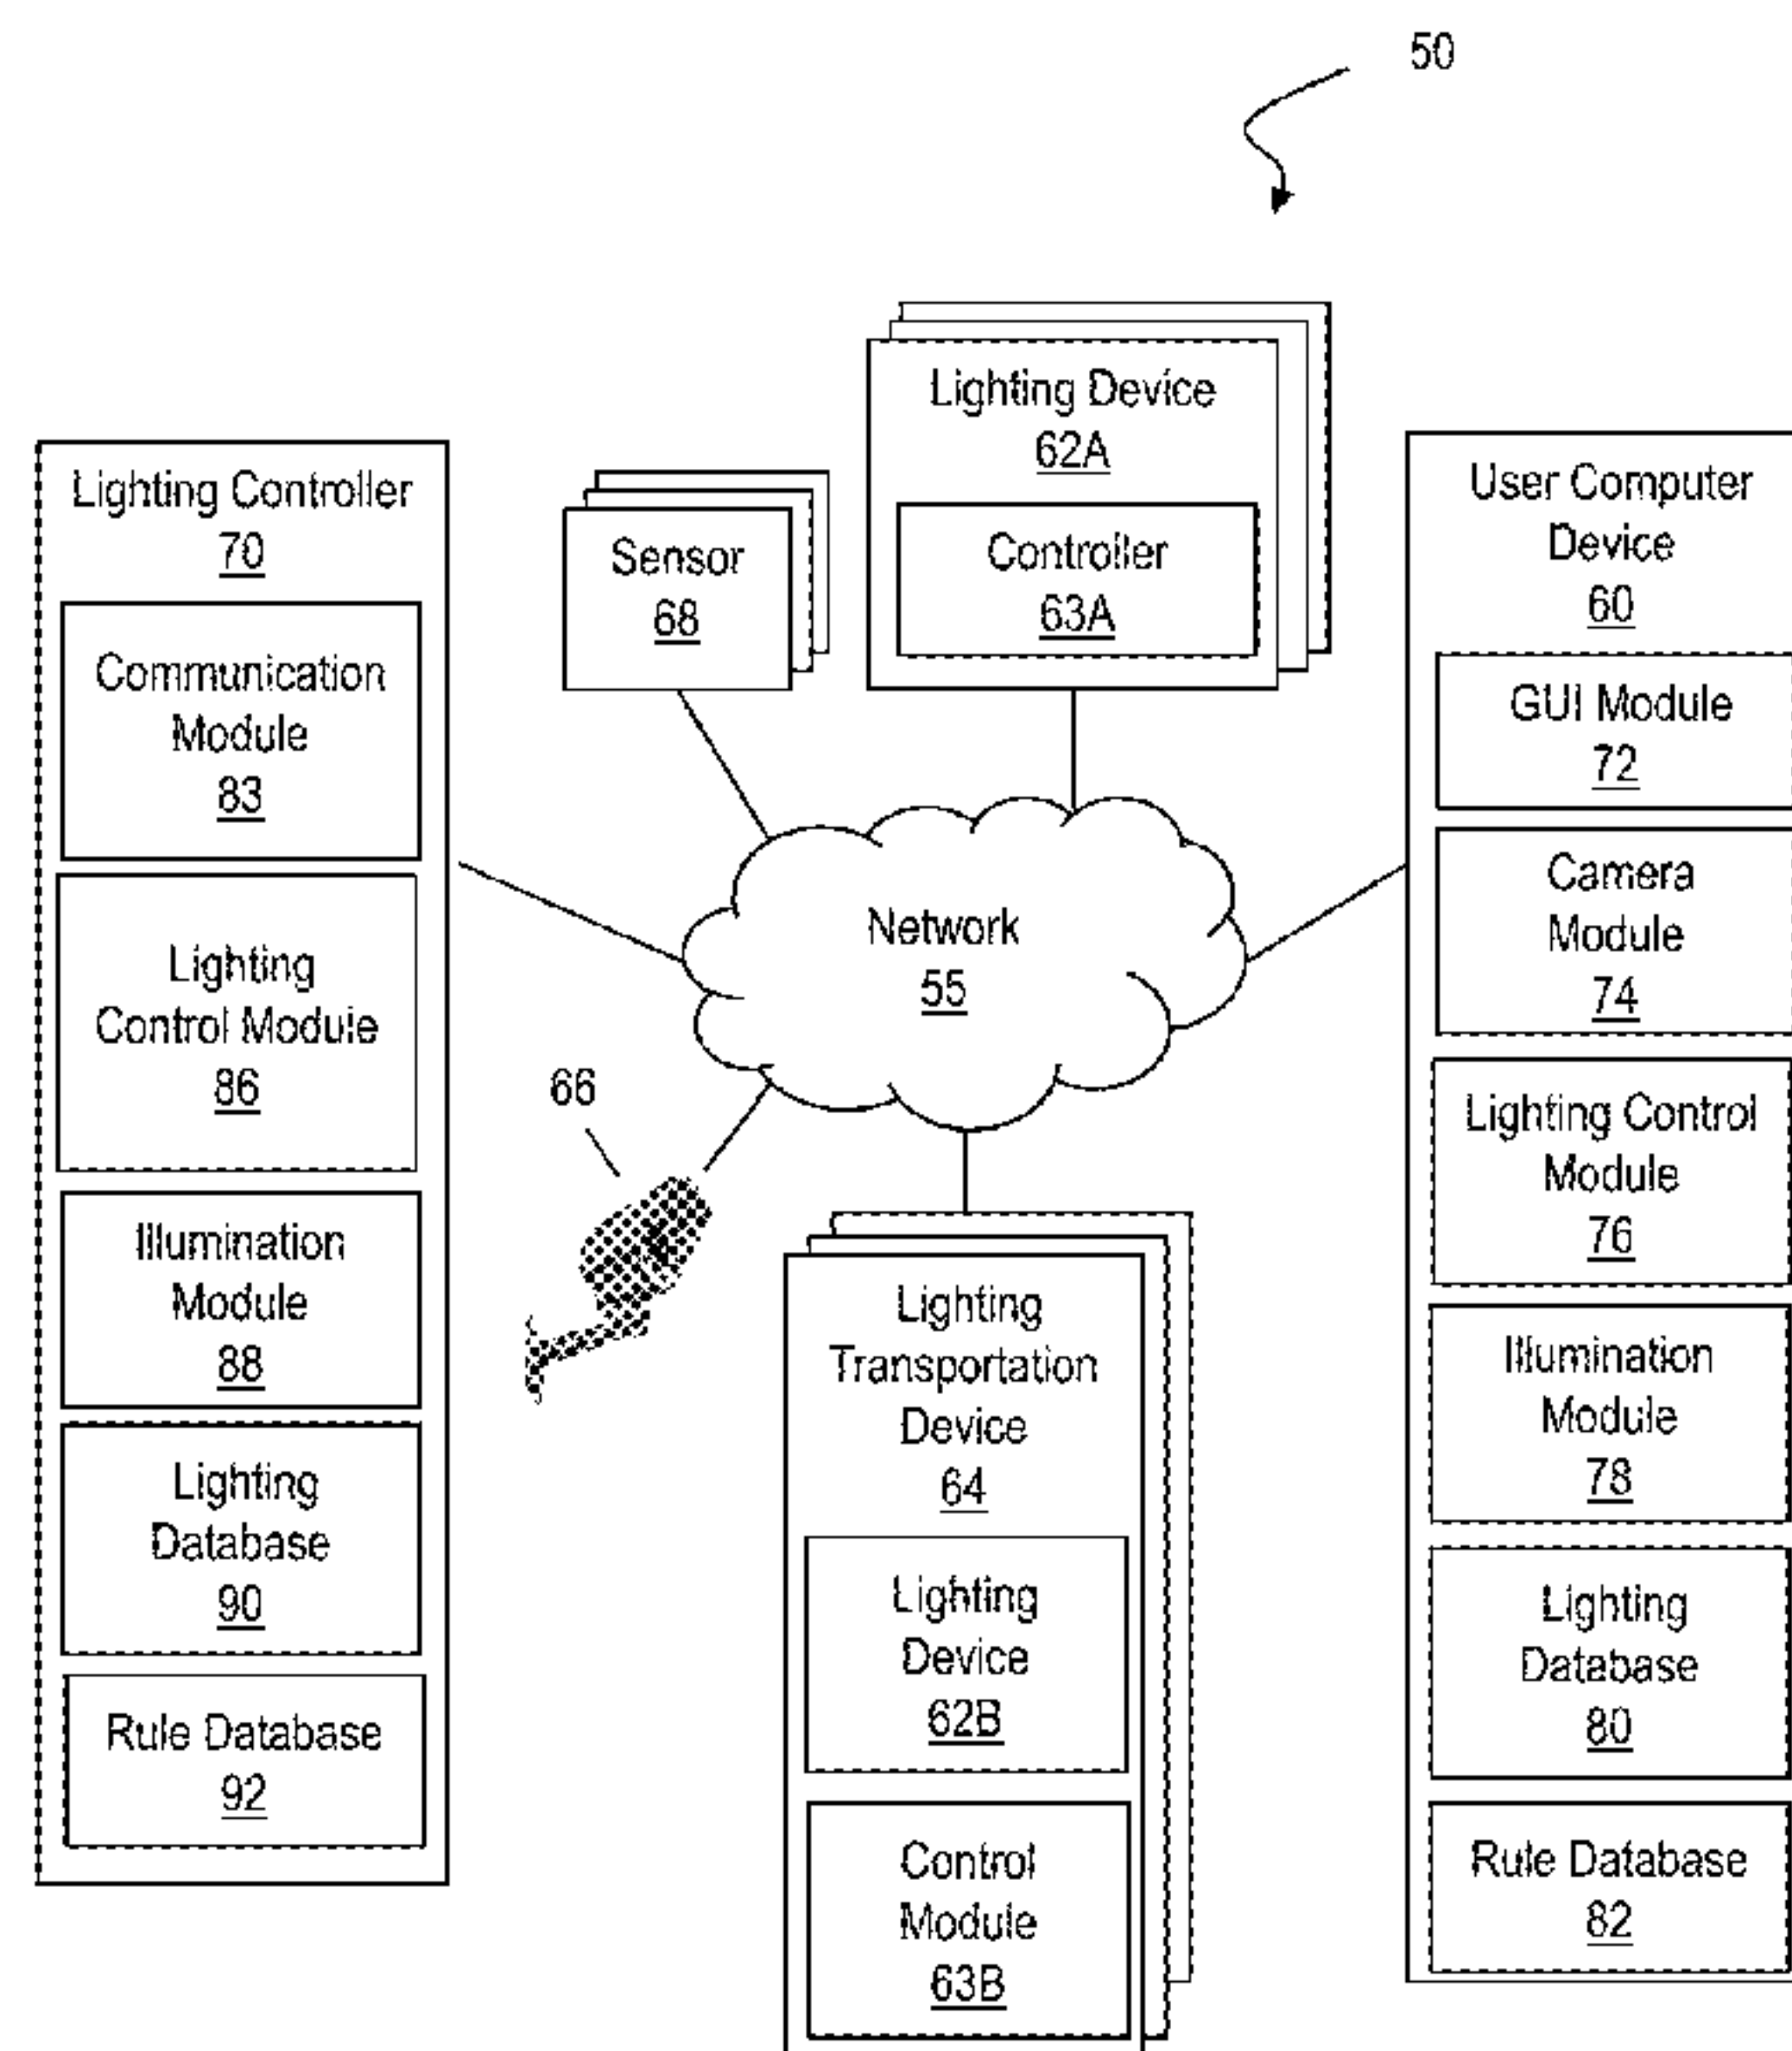 50
Lighting Device
62A
Controller
63A
Sensor
68
Lighting Controller
70
Communication
Module
83
Lighting
Control Module
86
Illumination
Module
88
Lighting
Database
90
Rule Database
92
Network
55
66
Lighting
Transportation
Device
64
Lighting
Device
62B
Control
Module
63B
User Computer
Device
60
GUI Module
72
Camera
Module
74
Lighting Control
Module
76
Illumination
Module
78
Lighting
Database
80
Rule Database
82